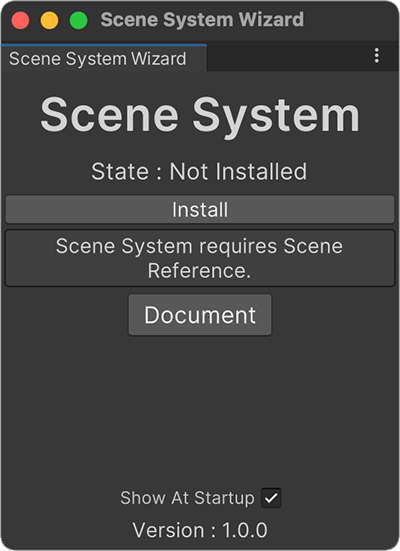 Scene System Wizard
Scene System Wizard
Scene System
State : Not Installed
Install
Scene System requires Scene
Reference.
Document
Show At Startup
Version : 1.0.0